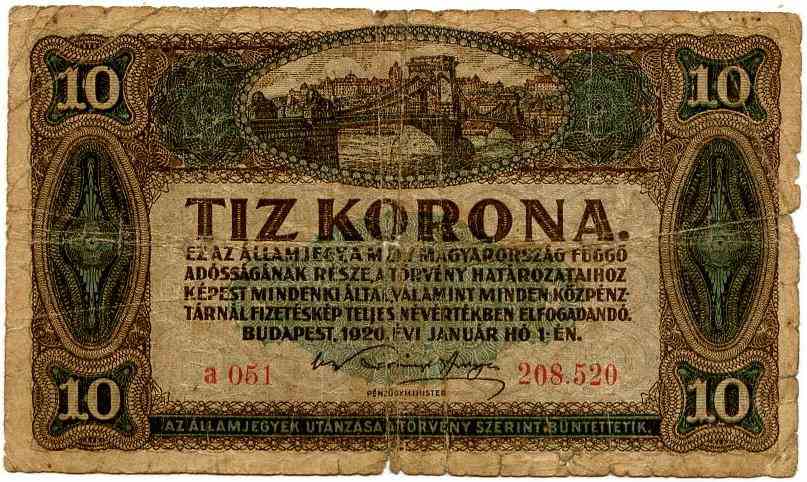 10 10
TIZ KORONA.
EZ AZ ÁLLAMJEGY, A MAGYARORSZÁG FÜGGŐ
ADÓSSÁGÁNAK RÉSZE, A TÖRVÉNY HATÁROZATAIHOZ
KÉPEST MINDENKI ÁLTAL, VALAMINT MINDEN KÖZPÉNZ-
TÁRNÁL FIZETÉSKÉP TELJES NÉVÉRTÉKBEN ELFOGADANDÓ.
BUDAPEST, 1920. ÉVI JANUÁR HÓ 1-ÉN.
a 051 208.520
PÉNZÜGYMINISTER
10 10
AZ ÁLLAMJEGYEK UTÁNZÁSA A TÖRVÉNY SZERINT BÜNTETTETIK.